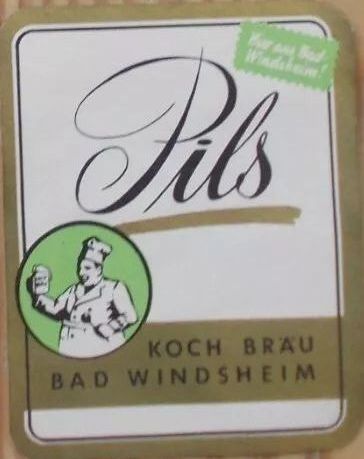 Nur aus Bad
Windsheim!
Pils
KOCH BRÄU
BAD WINDSHEIM